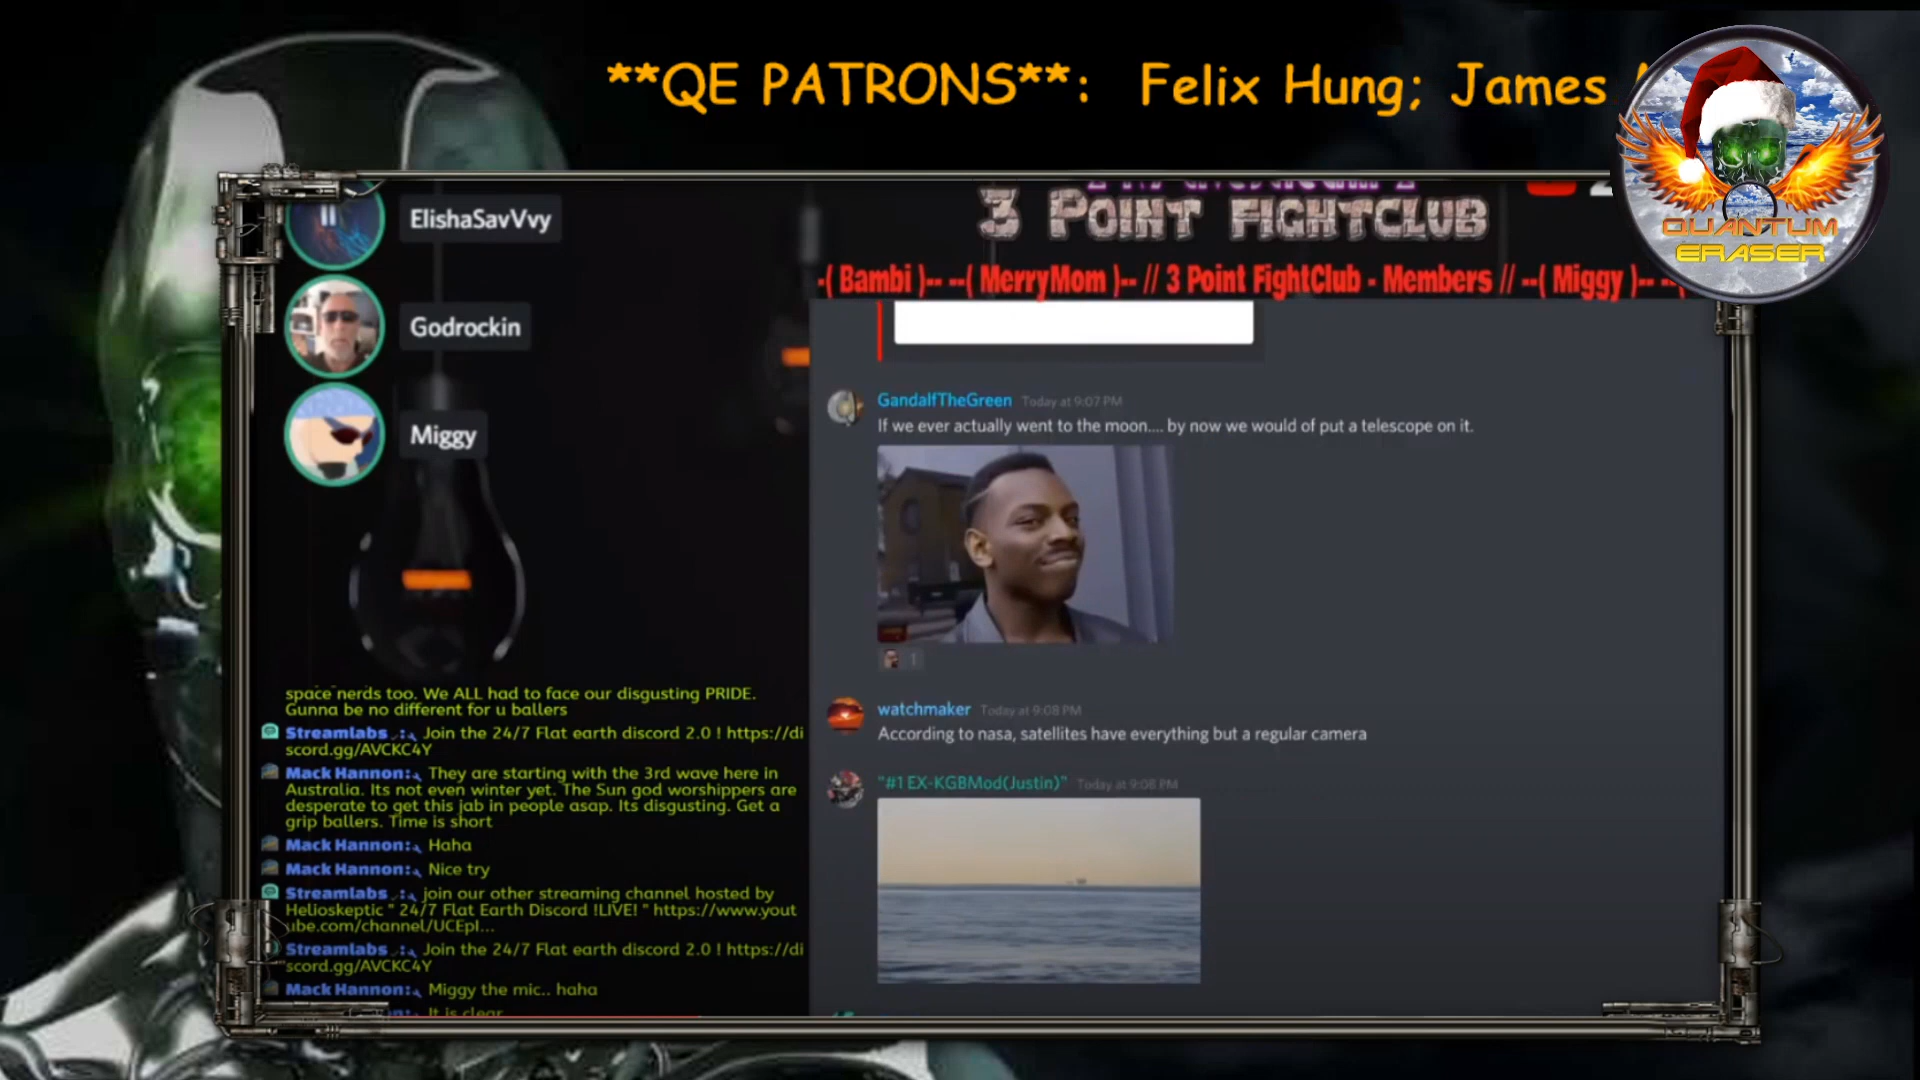 **QE PATRONS**: Felix Hung; James
QUANTUM
ERASER
3 POINT FIGHTCLUB
-( Bambi )-- --( MerryMom )-- // 3 Point FightClub - Members // --( Miggy )-- --(
ElishaSavVvy
Godrockin
Miggy
GandalfTheGreen Today at 9:07 PM
If we ever actually went to the moon.... by now we would of put a telescope on it.
1
watchmaker Today at 9:08 PM
According to nasa, satellites have everything but a regular camera
"#1 EX-KGBMod(Justin)" Today at 9:08 PM
space nerds too. We ALL had to face our disgusting PRIDE.
Gunna be no different for u ballers
Streamlabs : Join the 24/7 Flat earth discord 2.0 ! https://di
scord.gg/AVCKC4Y
Mack Hannon: They are starting with the 3rd wave here in
Australia. Its not even winter yet. The Sun god worshippers are
desperate to get this jab in people asap. Its disgusting. Get a
grip ballers. Time is short
Mack Hannon: Haha
Mack Hannon: Nice try
Streamlabs : join our other streaming channel hosted by
Helioskeptic " 24/7 Flat Earth Discord !LIVE! " https://www.yout
ube.com/channel/UCEpI...
Streamlabs : Join the 24/7 Flat earth discord 2.0 ! https://di
scord.gg/AVCKC4Y
Mack Hannon: Miggy the mic.. haha
It is clear